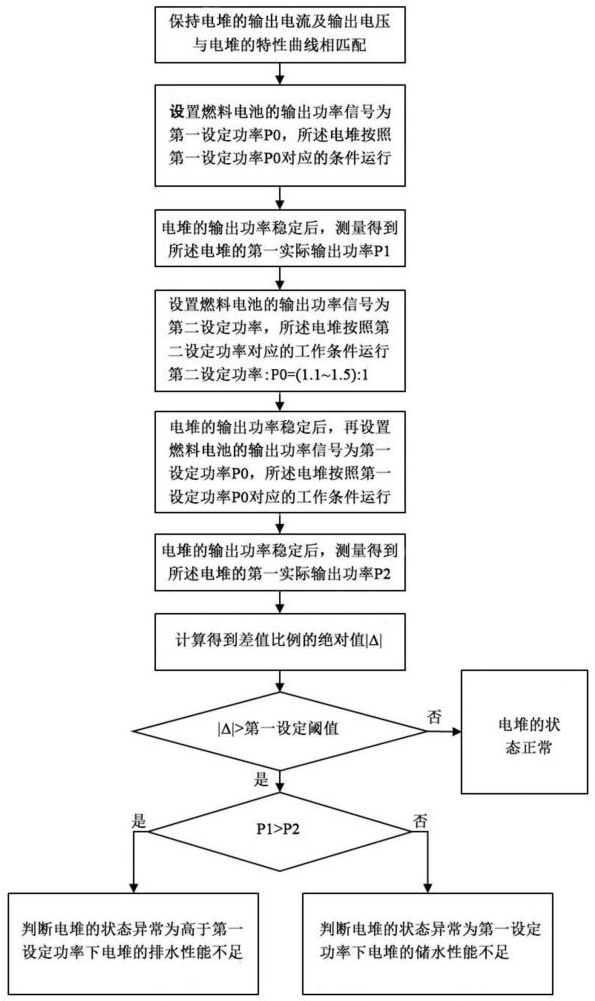 保持电堆的输出电流及输出电压
与电堆的特性曲线相匹配
设置燃料电池的输出功率信号为
第一设定功率P0，所述电堆按照
第一设定功率P0对应的条件运行
电堆的输出功率稳定后，测量得到
所述电堆的第一实际输出功率P1
设置燃料电池的输出功率信号为
第二设定功率，所述电堆按照第
二设定功率对应的工作条件运行
第二设定功率:P0=(1.1~1.5):1
电堆的输出功率稳定后，再设置
燃料电池的输出功率信号为第一
设定功率P0，所述电堆按照第一
设定功率P0对应的工作条件运行
电堆的输出功率稳定后，测量得到
所述电堆的第一实际输出功率P2
计算得到差值比例的绝对值|Δ|
|Δ|>第一设定阈值
否
电堆的状
态正常
是
P1>P2
是
否
判断电堆的状态异常为高于第一
设定功率下电堆的排水性能不足
判断电堆的状态异常为第一设定
功率下电堆的储水性能不足